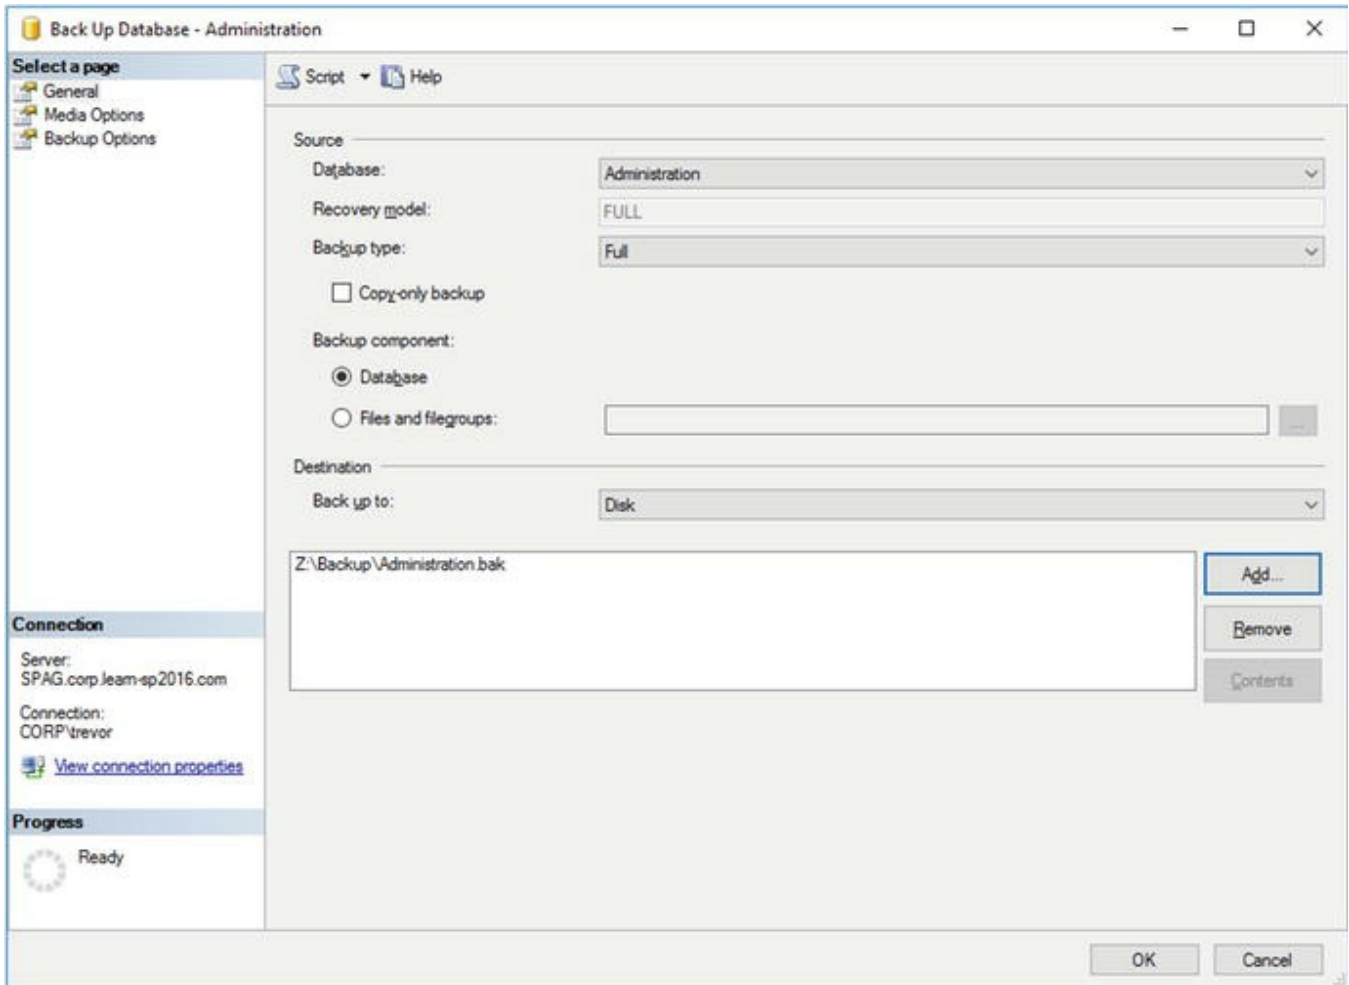 Back Up Database - Administration
Select a page
General
Media Options
Backup Options
Script
Help
Source
Database:
Administration
Recovery model:
FULL
Backup type:
Full
Copy-only backup
Backup component:
Database
Files and filegroups:
...
Destination
Back up to:
Disk
Z:\Backup\Administration.bak
Add...
Remove
Contents
Connection
Server:
SPAG.corp.learn-sp2016.com
Connection:
CORP\trevor
View connection properties
Progress
Ready
OK
Cancel